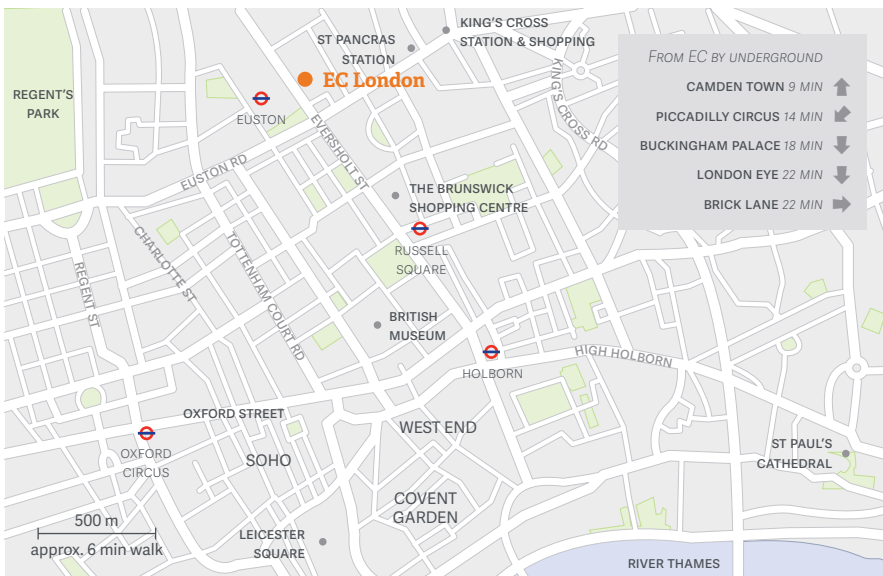 KING'S CROSS
STATION & SHOPPING
ST PANCRAS
STATION
EC London
REGENT'S
PARK
EUSTON
EVERSHOLT ST
EUSTON RD
KING'S CROSS RD
FROM EC BY UNDERGROUND
CAMDEN TOWN 9 MIN
PICCADILLY CIRCUS 14 MIN
BUCKINGHAM PALACE 18 MIN
LONDON EYE 22 MIN
BRICK LANE 22 MIN
THE BRUNSWICK
SHOPPING CENTRE
RUSSELL
SQUARE
CHARLOTTE ST
TOTTENHAM COURT RD
REGENT ST
BRITISH
MUSEUM
HOLBORN
HIGH HOLBORN
OXFORD STREET
OXFORD
CIRCUS
SOHO
WEST END
COVENT
GARDEN
ST PAUL'S
CATHEDRAL
LEICESTER
SQUARE
500 m
approx. 6 min walk
RIVER THAMES